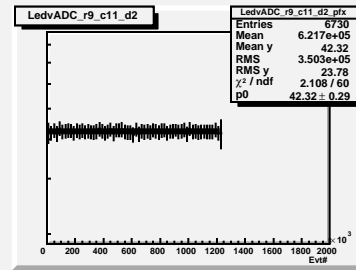 LedvADC_r9_c11_d2
LedvADC_r9_c11_d2_pfx
Entries 6730
Mean 6.217e+05
Mean y 42.32
RMS 3.503e+05
RMS y 23.78
χ² / ndf 2.108 / 60
p0 42.32 ± 0.29
0 200 400 600 800 1000 1200 1400 1600 1800 2000
×10³
Evt#